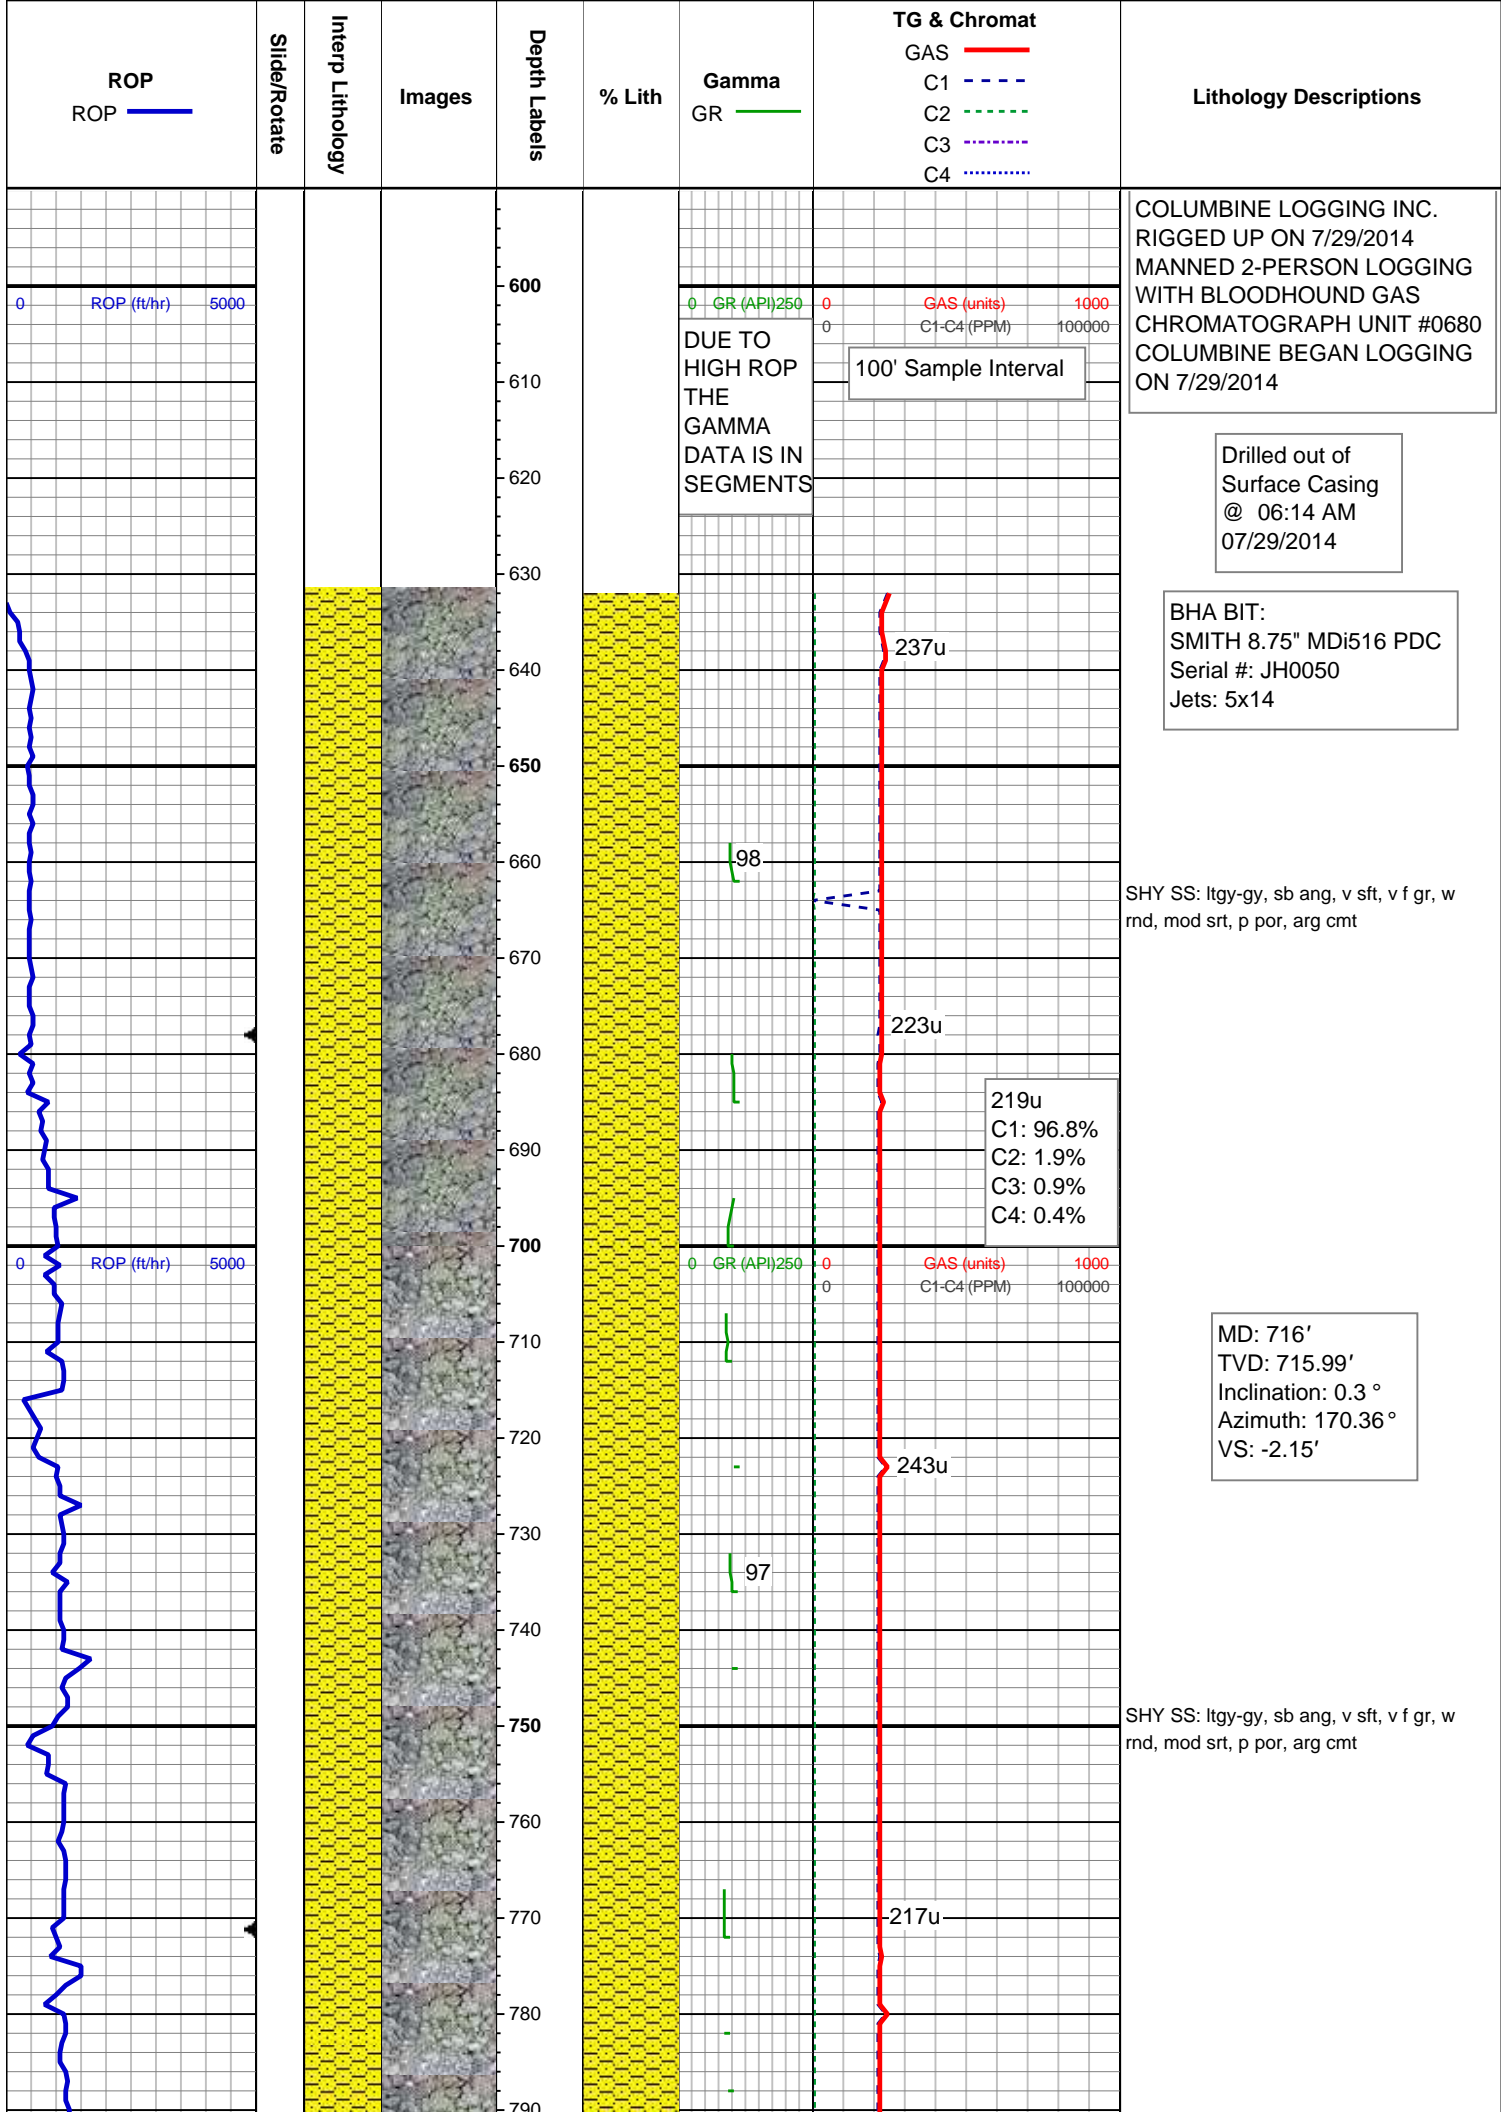 ROP
ROP
Slide/Rotate
Interp Lithology
Images
Depth Labels
% Lith
Gamma
GR
TG & Chromat
GAS
C1
C2
C3
C4
Lithology Descriptions
COLUMBINE LOGGING INC.
RIGGED UP ON 7/29/2014
MANNED 2-PERSON LOGGING
WITH BLOODHOUND GAS
CHROMATOGRAPH UNIT #0680
COLUMBINE BEGAN LOGGING
ON 7/29/2014
600
0 ROP (ft/hr) 5000
0 GR (API) 250
0 GAS (units) 1000
0 C1-C4 (PPM) 100000
DUE TO
HIGH ROP
THE
GAMMA
DATA IS IN
SEGMENTS
100' Sample Interval
610
620
Drilled out of
Surface Casing
@ 06:14 AM
07/29/2014
630
BHA BIT:
SMITH 8.75" MDi516 PDC
Serial #: JH0050
Jets: 5x14
237u
640
650
98
660
SHY SS: ltgy-gy, sb ang, v sft, v f gr, w
rnd, mod srt, p por, arg cmt
670
223u
680
219u
C1: 96.8%
C2: 1.9%
C3: 0.9%
C4: 0.4%
690
700
0 ROP (ft/hr) 5000
0 GR (API) 250
0 GAS (units) 1000
0 C1-C4 (PPM) 100000
710
MD: 716'
TVD: 715.99'
Inclination: 0.3 °
Azimuth: 170.36°
VS: -2.15'
720
243u
730
97
740
750
SHY SS: ltgy-gy, sb ang, v sft, v f gr, w
rnd, mod srt, p por, arg cmt
760
770
217u
780
790